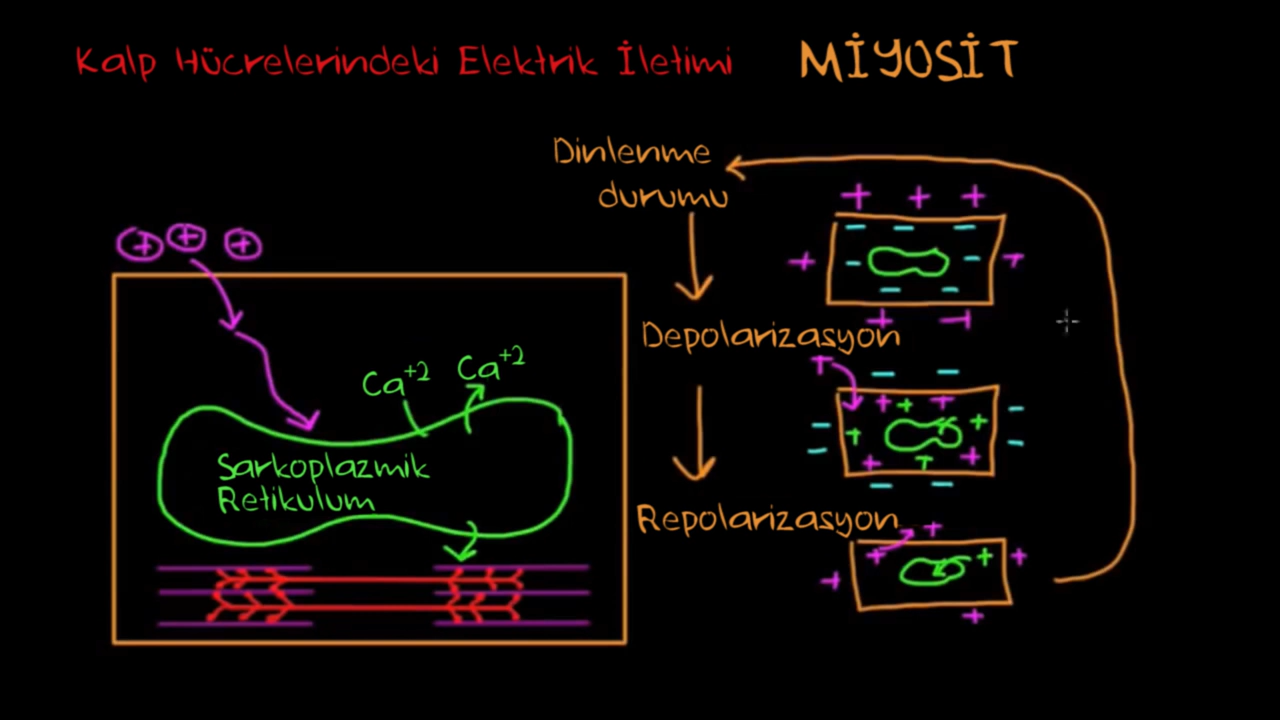 Kalp Hücrelerindeki Elektrik İletimi
MİYOSİT
Dinlenme
durumu
Depolarizasyon
Repolarizasyon
Ca+2
Ca+2
Sarkoplazmik
Retikulum